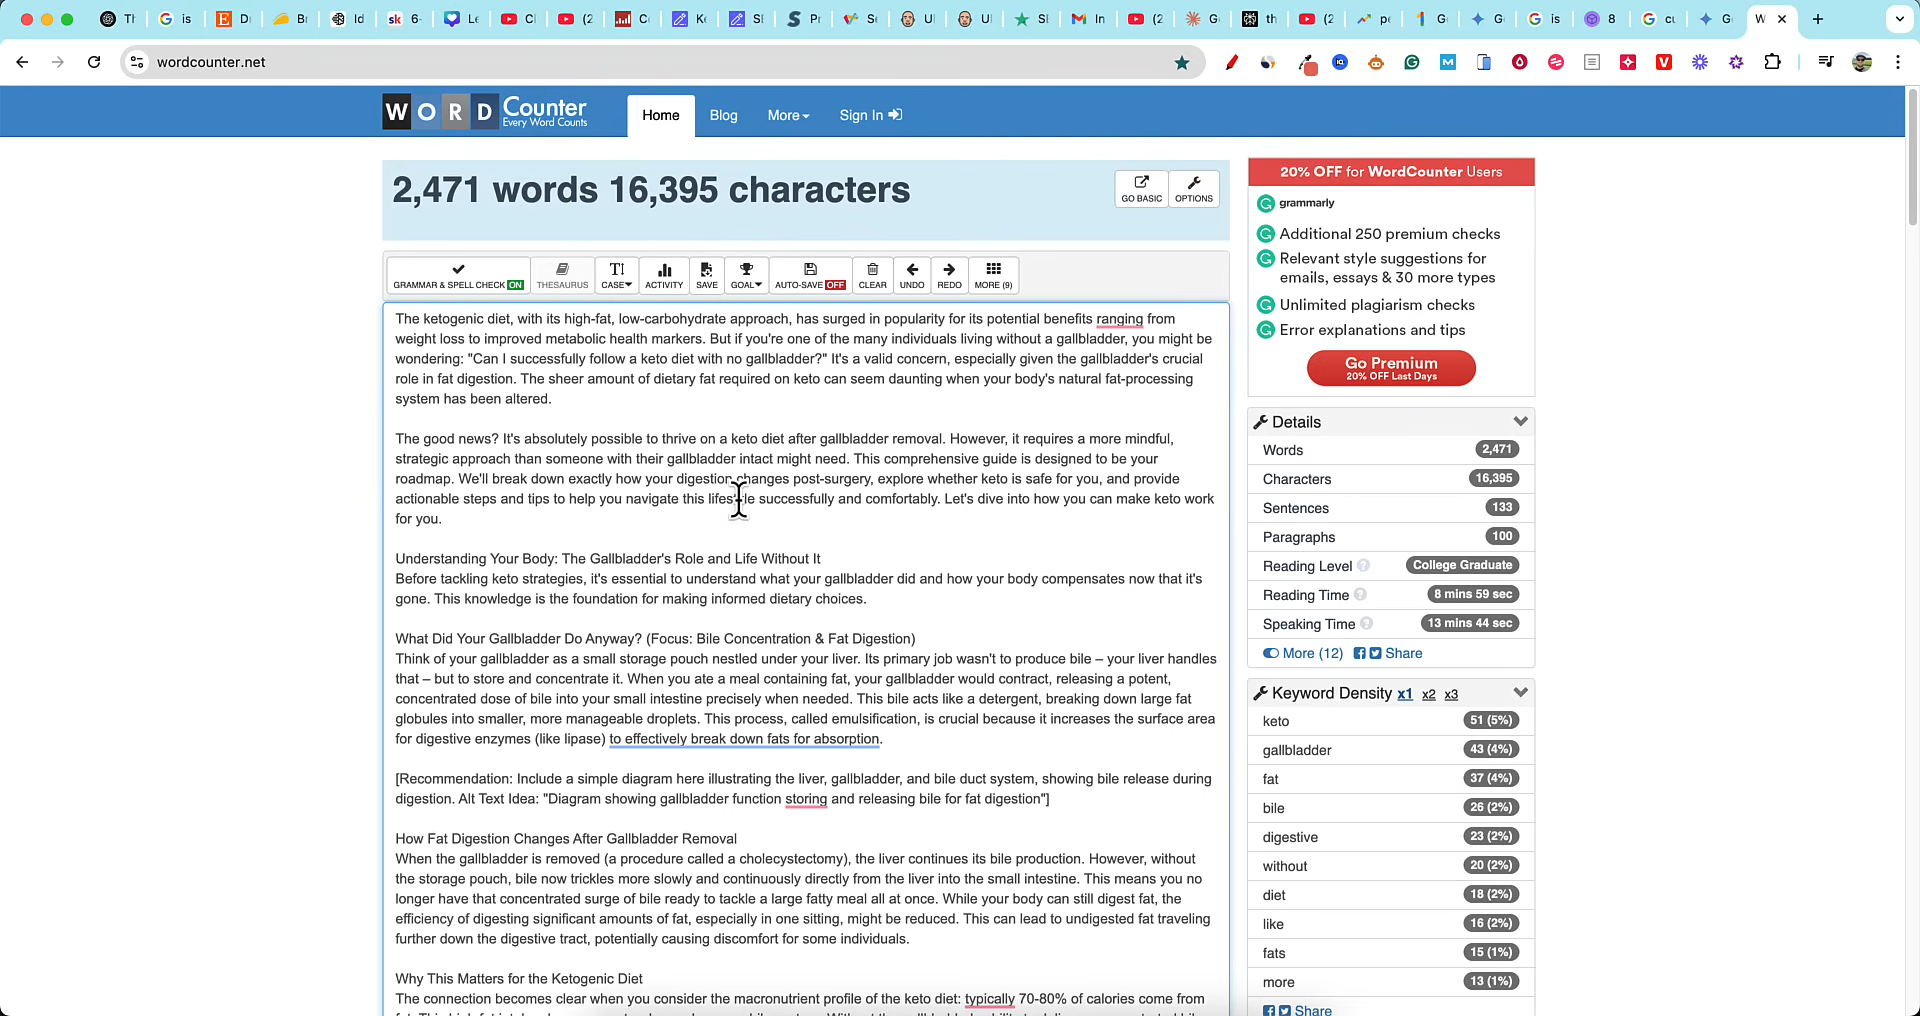 Th
is
D
Br
Id
6-
Le
Cl
(2
C
Ke
SE
Pr
Se
Ul
Ul
SI
In
(2
G
th
(2
pe
G
G
is
8
cu
G
W
wordcounter.net
WORD Counter
Every Word Counts
Home
Blog
More
Sign In
2,471 words 16,395 characters
GO BASIC
OPTIONS
GRAMMAR & SPELL CHECK ON
THESAURUS
CASE
ACTIVITY
SAVE
GOAL
AUTO-SAVE OFF
CLEAR
UNDO
REDO
MORE (9)
The ketogenic diet, with its high-fat, low-carbohydrate approach, has surged in popularity for its potential benefits ranging from
weight loss to improved metabolic health markers. But if you're one of the many individuals living without a gallbladder, you might be
wondering: "Can I successfully follow a keto diet with no gallbladder?" It's a valid concern, especially given the gallbladder's crucial
role in fat digestion. The sheer amount of dietary fat required on keto can seem daunting when your body's natural fat-processing
system has been altered.
The good news? It's absolutely possible to thrive on a keto diet after gallbladder removal. However, it requires a more mindful,
strategic approach than someone with their gallbladder intact might need. This comprehensive guide is designed to be your
roadmap. We'll break down exactly how your digestion changes post-surgery, explore whether keto is safe for you, and provide
actionable steps and tips to help you navigate this lifestyle successfully and comfortably. Let's dive into how you can make keto work
for you.
Understanding Your Body: The Gallbladder's Role and Life Without It
Before tackling keto strategies, it's essential to understand what your gallbladder did and how your body compensates now that it's
gone. This knowledge is the foundation for making informed dietary choices.
What Did Your Gallbladder Do Anyway? (Focus: Bile Concentration & Fat Digestion)
Think of your gallbladder as a small storage pouch nestled under your liver. Its primary job wasn't to produce bile – your liver handles
that – but to store and concentrate it. When you ate a meal containing fat, your gallbladder would contract, releasing a potent,
concentrated dose of bile into your small intestine precisely when needed. This bile acts like a detergent, breaking down large fat
globules into smaller, more manageable droplets. This process, called emulsification, is crucial because it increases the surface area
for digestive enzymes (like lipase) to effectively break down fats for absorption.
[Recommendation: Include a simple diagram here illustrating the liver, gallbladder, and bile duct system, showing bile release during
digestion. Alt Text Idea: "Diagram showing gallbladder function storing and releasing bile for fat digestion"]
How Fat Digestion Changes After Gallbladder Removal
When the gallbladder is removed (a procedure called a cholecystectomy), the liver continues its bile production. However, without
the storage pouch, bile now trickles more slowly and continuously directly from the liver into the small intestine. This means you no
longer have that concentrated surge of bile ready to tackle a large fatty meal all at once. While your body can still digest fat, the
efficiency of digesting significant amounts of fat, especially in one sitting, might be reduced. This can lead to undigested fat traveling
further down the digestive tract, potentially causing discomfort for some individuals.
Why This Matters for the Ketogenic Diet
The connection becomes clear when you consider the macronutrient profile of the keto diet: typically 70-80% of calories come from
20% OFF for WordCounter Users
grammarly
Additional 250 premium checks
Relevant style suggestions for
emails, essays & 30 more types
Unlimited plagiarism checks
Error explanations and tips
Go Premium
20% OFF Last Days
Details
Words 2,471
Characters 16,395
Sentences 133
Paragraphs 100
Reading Level College Graduate
Reading Time 8 mins 59 sec
Speaking Time 13 mins 44 sec
More (12) Share
Keyword Density x1 x2 x3
keto 51 (5%)
gallbladder 43 (4%)
fat 37 (4%)
bile 26 (2%)
digestive 23 (2%)
without 20 (2%)
diet 18 (2%)
like 16 (2%)
fats 15 (1%)
more 13 (1%)
Share